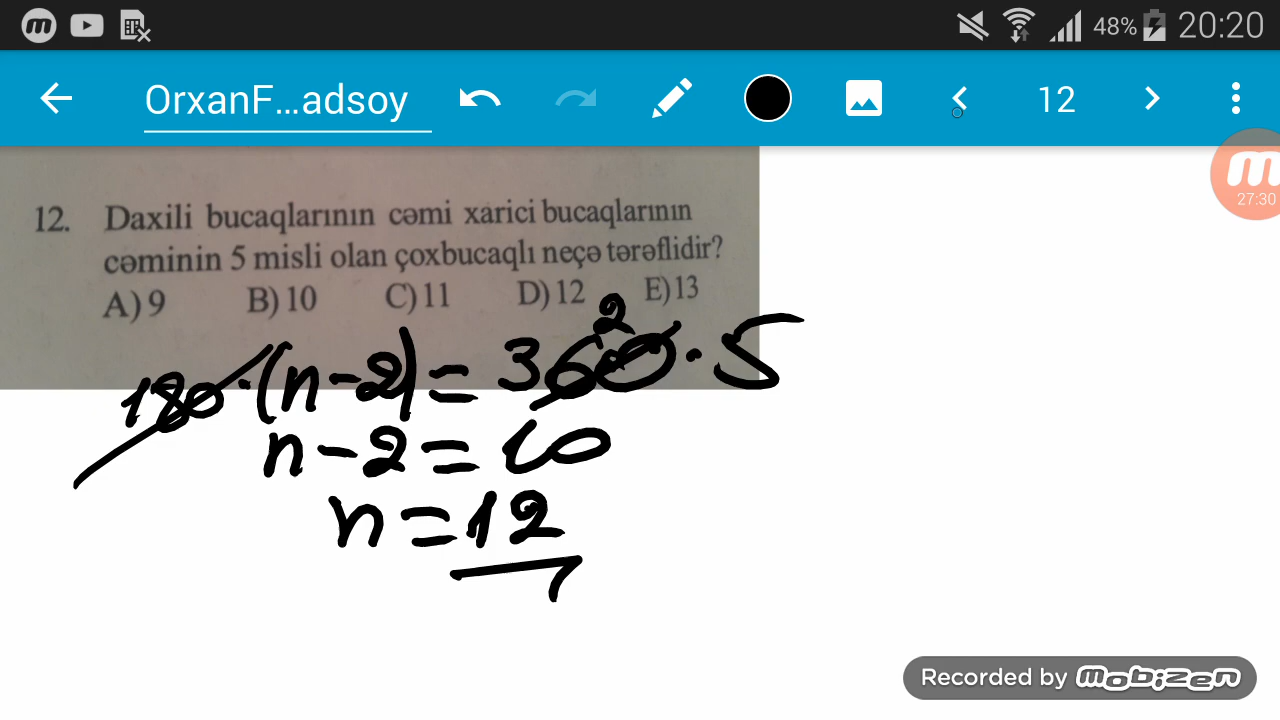 48% 20:20
OrxanF...adsoy 12
27:30
12. Daxili bucaqlarının cəmi xarici bucaqlarının
cəminin 5 misli olan çoxbucaqlı neçə tərəflidir?
A) 9 B) 10 C) 11 D) 12 E) 13
2
180·(n-2)=360·5
n-2=10
n=12
Recorded by mobizen